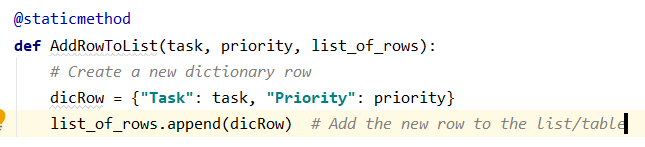 @staticmethod
def AddRowToList(task, priority, list_of_rows):
    # Create a new dictionary row
    dicRow = {"Task": task, "Priority": priority}
    list_of_rows.append(dicRow)  # Add the new row to the list/table